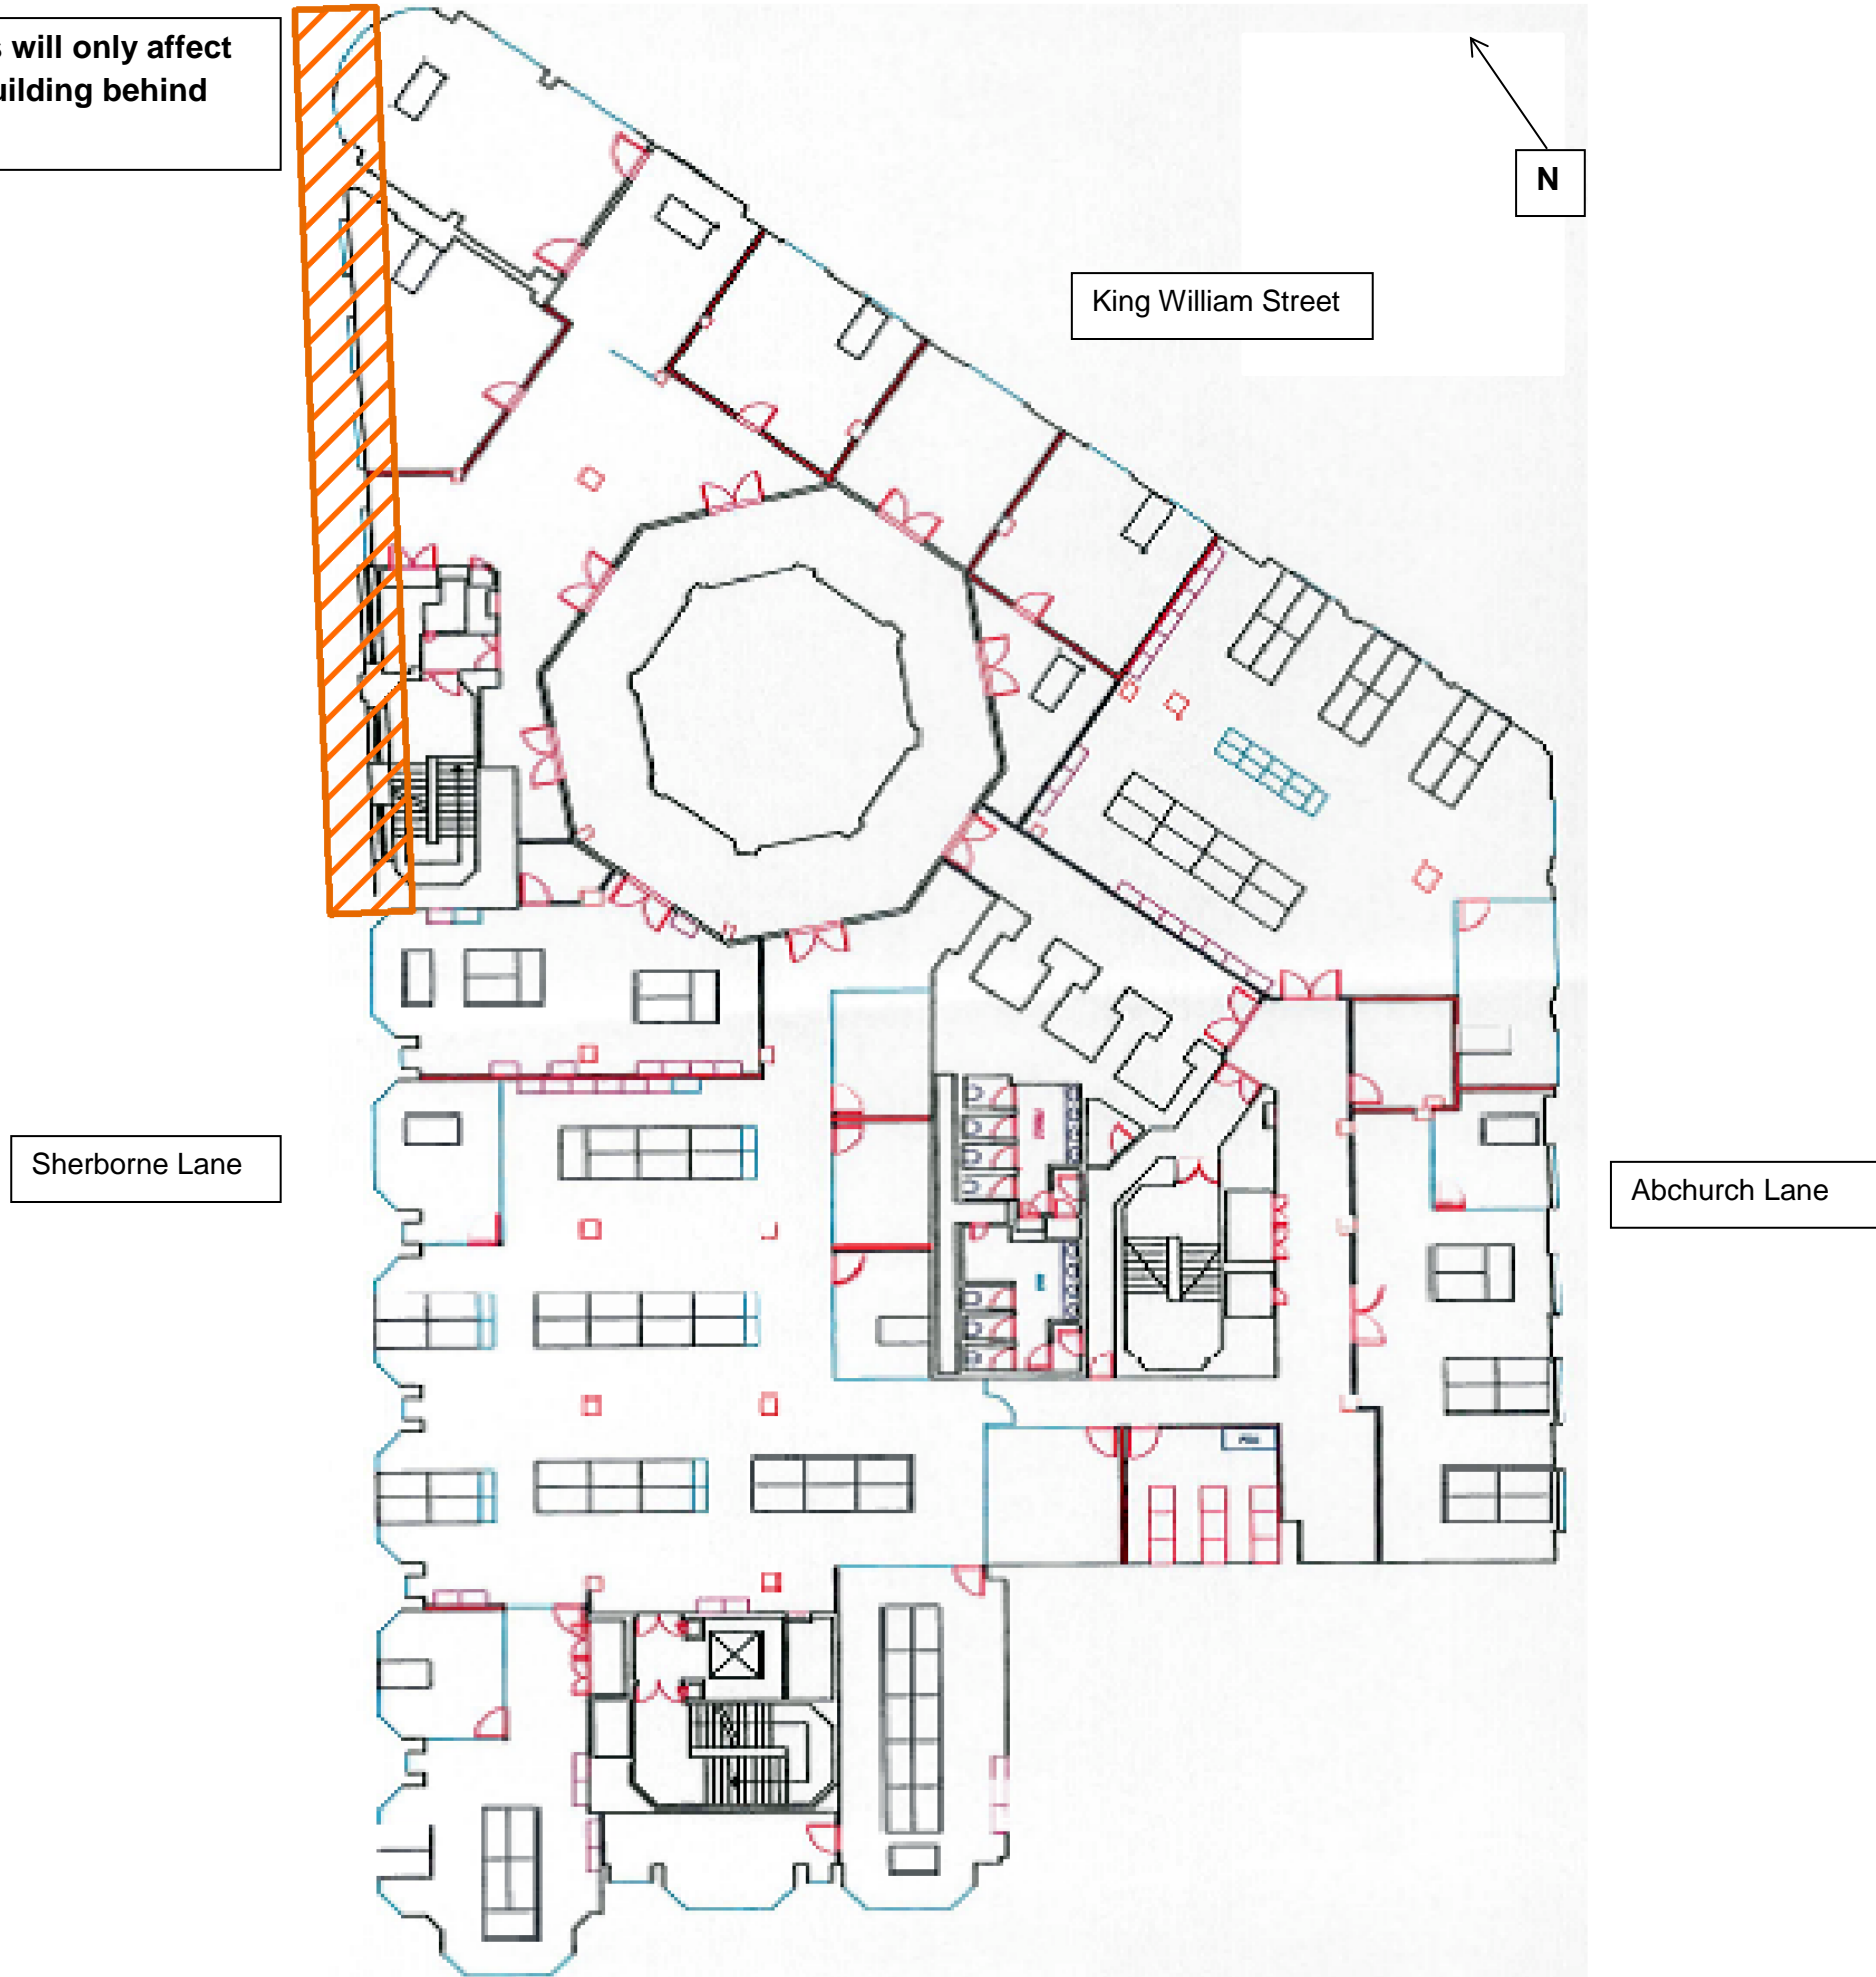 s will only affect
uilding behind
N
King William Street
Sherborne Lane
Abchurch Lane